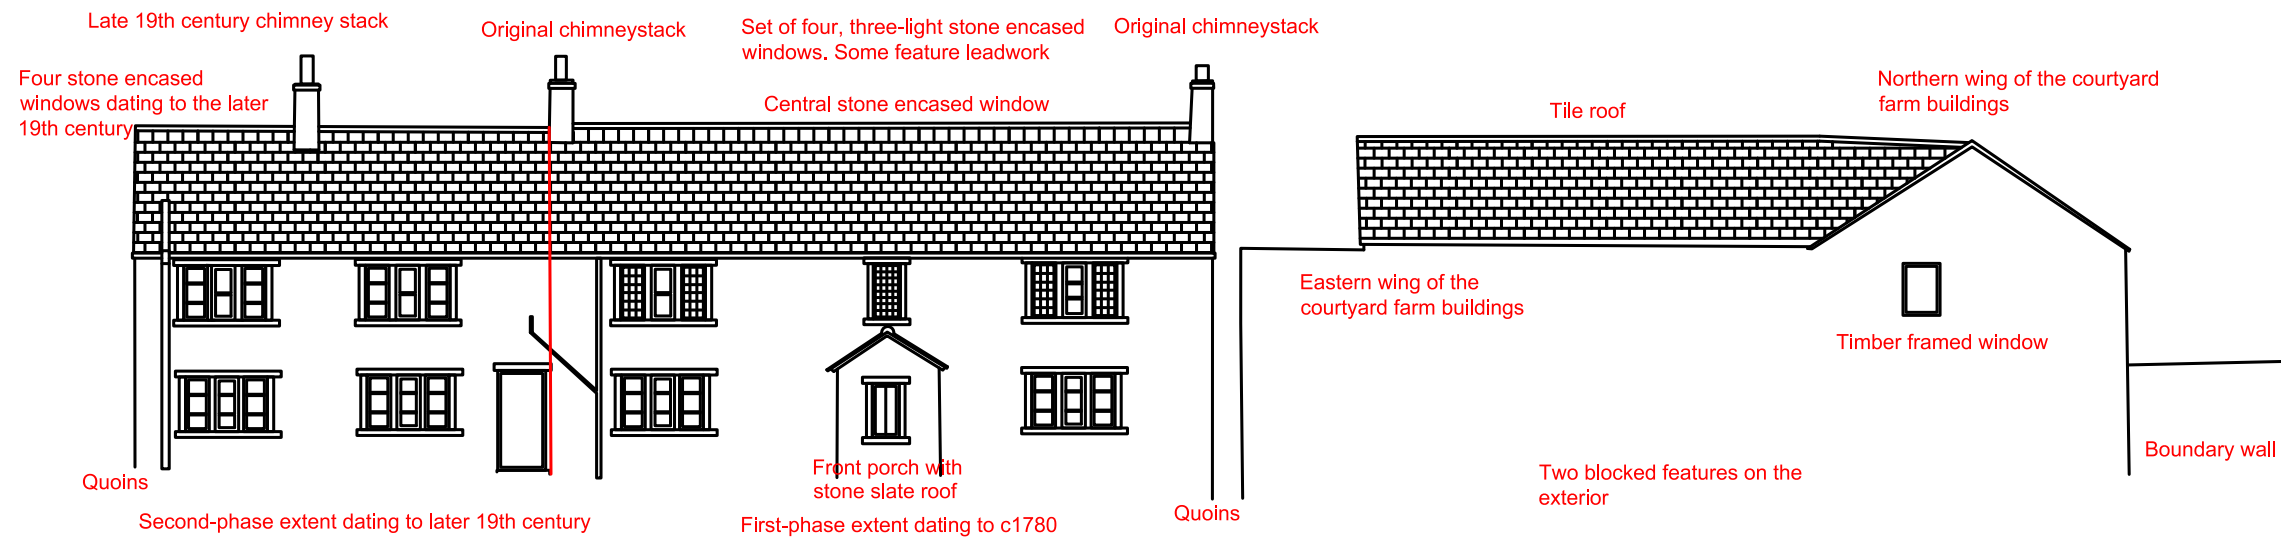 Late 19th century chimney stack
Original chimneystack
Set of four, three-light stone encased
windows. Some feature leadwork
Original chimneystack
Four stone encased
windows dating to the later
19th century
Central stone encased window
Tile roof
Northern wing of the courtyard
farm buildings
Eastern wing of the
courtyard farm buildings
Timber framed window
Boundary wall
Quoins
Front porch with
stone slate roof
Two blocked features on the
exterior
Second-phase extent dating to later 19th century
First-phase extent dating to c1780
Quoins